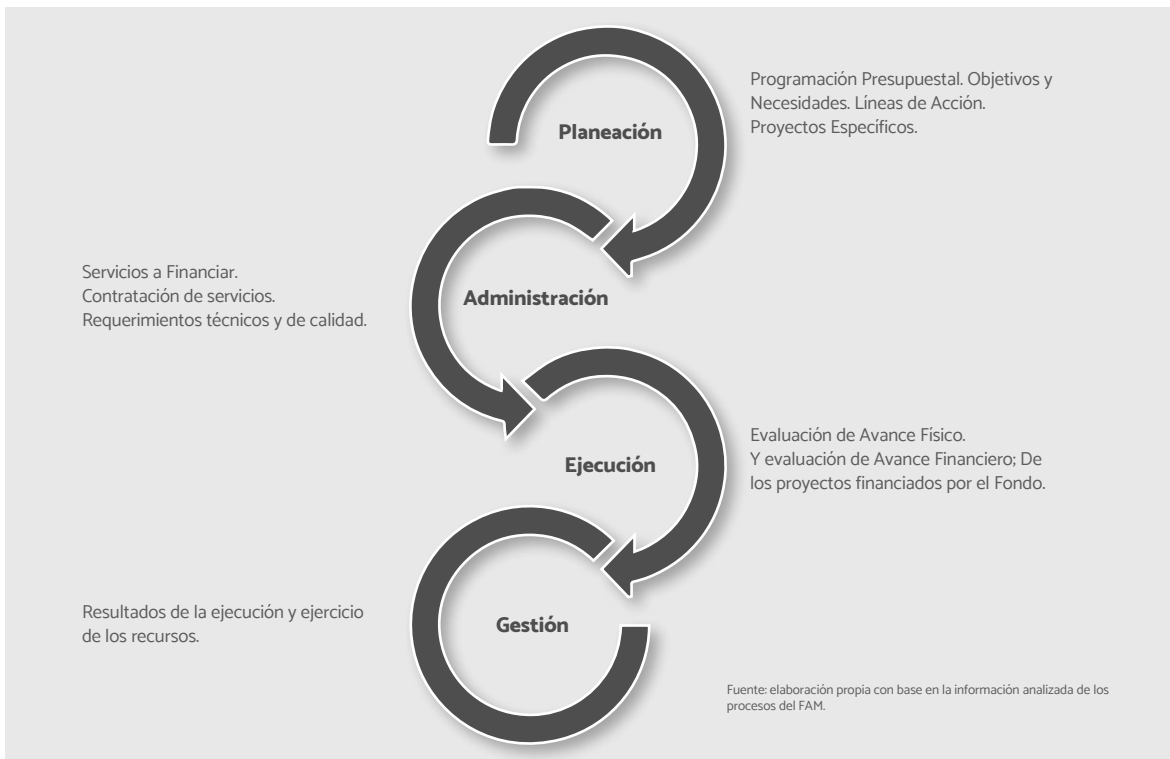 Planeación
Programación Presupuestal. Objetivos y
Necesidades. Líneas de Acción.
Proyectos Específicos.
Servicios a Financiar.
Contratación de servicios.
Requerimientos técnicos y de calidad.
Administración
Ejecución
Evaluación de Avance Físico.
Y evaluación de Avance Financiero; De
los proyectos financiados por el Fondo.
Resultados de la ejecución y ejercicio
de los recursos.
Gestión
Fuente: elaboración propia con base en la información analizada de los
procesos del FAM.